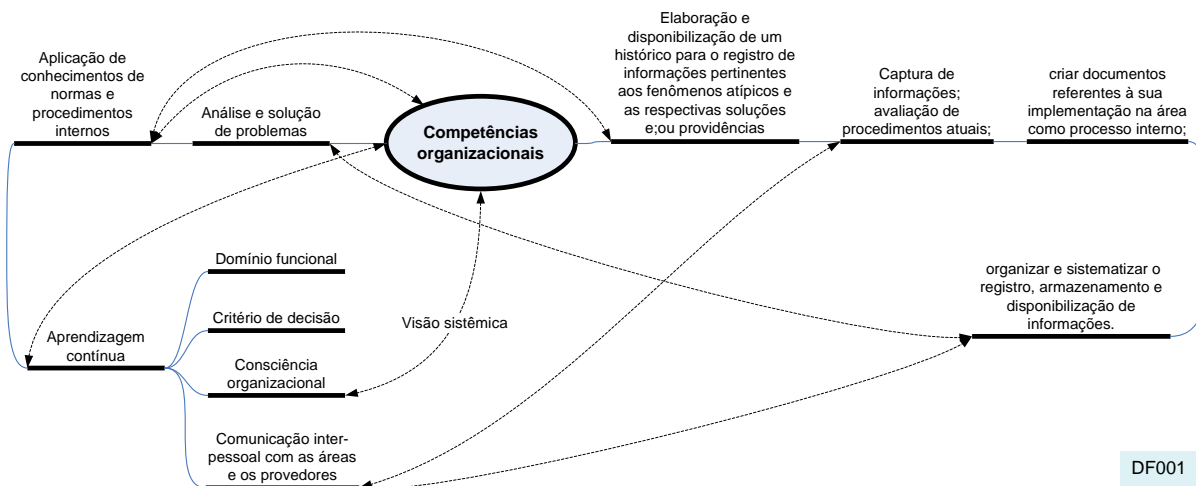 Aplicação de
conhecimentos de
normas e
procedimentos
internos
Análise e solução
de problemas
Competências
organizacionais
Elaboração e
disponibilização de um
histórico para o registro de
informações pertinentes
aos fenômenos atípicos e
as respectivas soluções
e;ou providências
Captura de
informações;
avaliação de
procedimentos atuais;
criar documentos
referentes à sua
implementação na área
como processo interno;
organizar e sistematizar o
registro, armazenamento e
disponibilização de
informações.
Aprendizagem
contínua
Domínio funcional
Critério de decisão
Consciência
organizacional
Comunicação inter-
pessoal com as áreas
e os provedores
Visão sistêmica
DF001